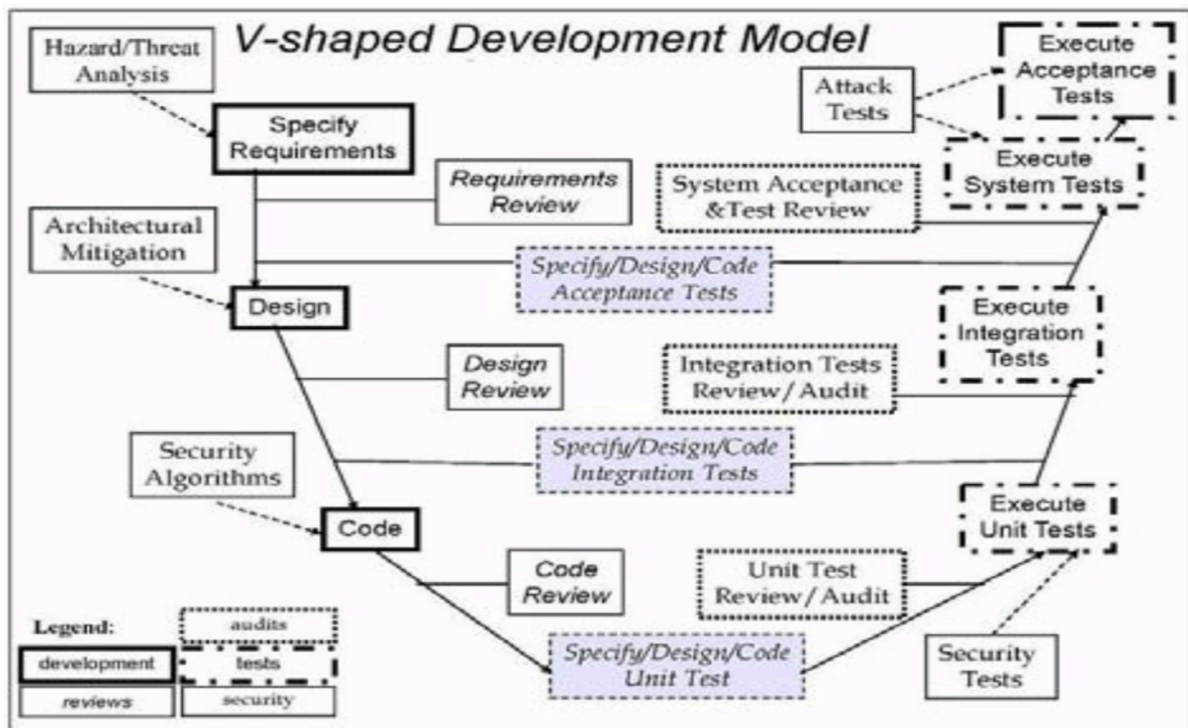 V-shaped Development Model
Hazard/Threat
Analysis
Specify
Requirements
Attack
Tests
Execute
Acceptance
Tests
Execute
System Tests
Requirements
Review
System Acceptance
&Test Review
Architectural
Mitigation
Specify/Design/Code
Acceptance Tests
Design
Execute
Integration
Tests
Design
Review
Integration Tests
Review/Audit
Security
Algorithms
Specify/Design/Code
Integration Tests
Code
Execute
Unit Tests
Code
Review
Unit Test
Review/Audit
Specify/Design/Code
Unit Test
Security
Tests
Legend:
audits
development
tests
reviews
security